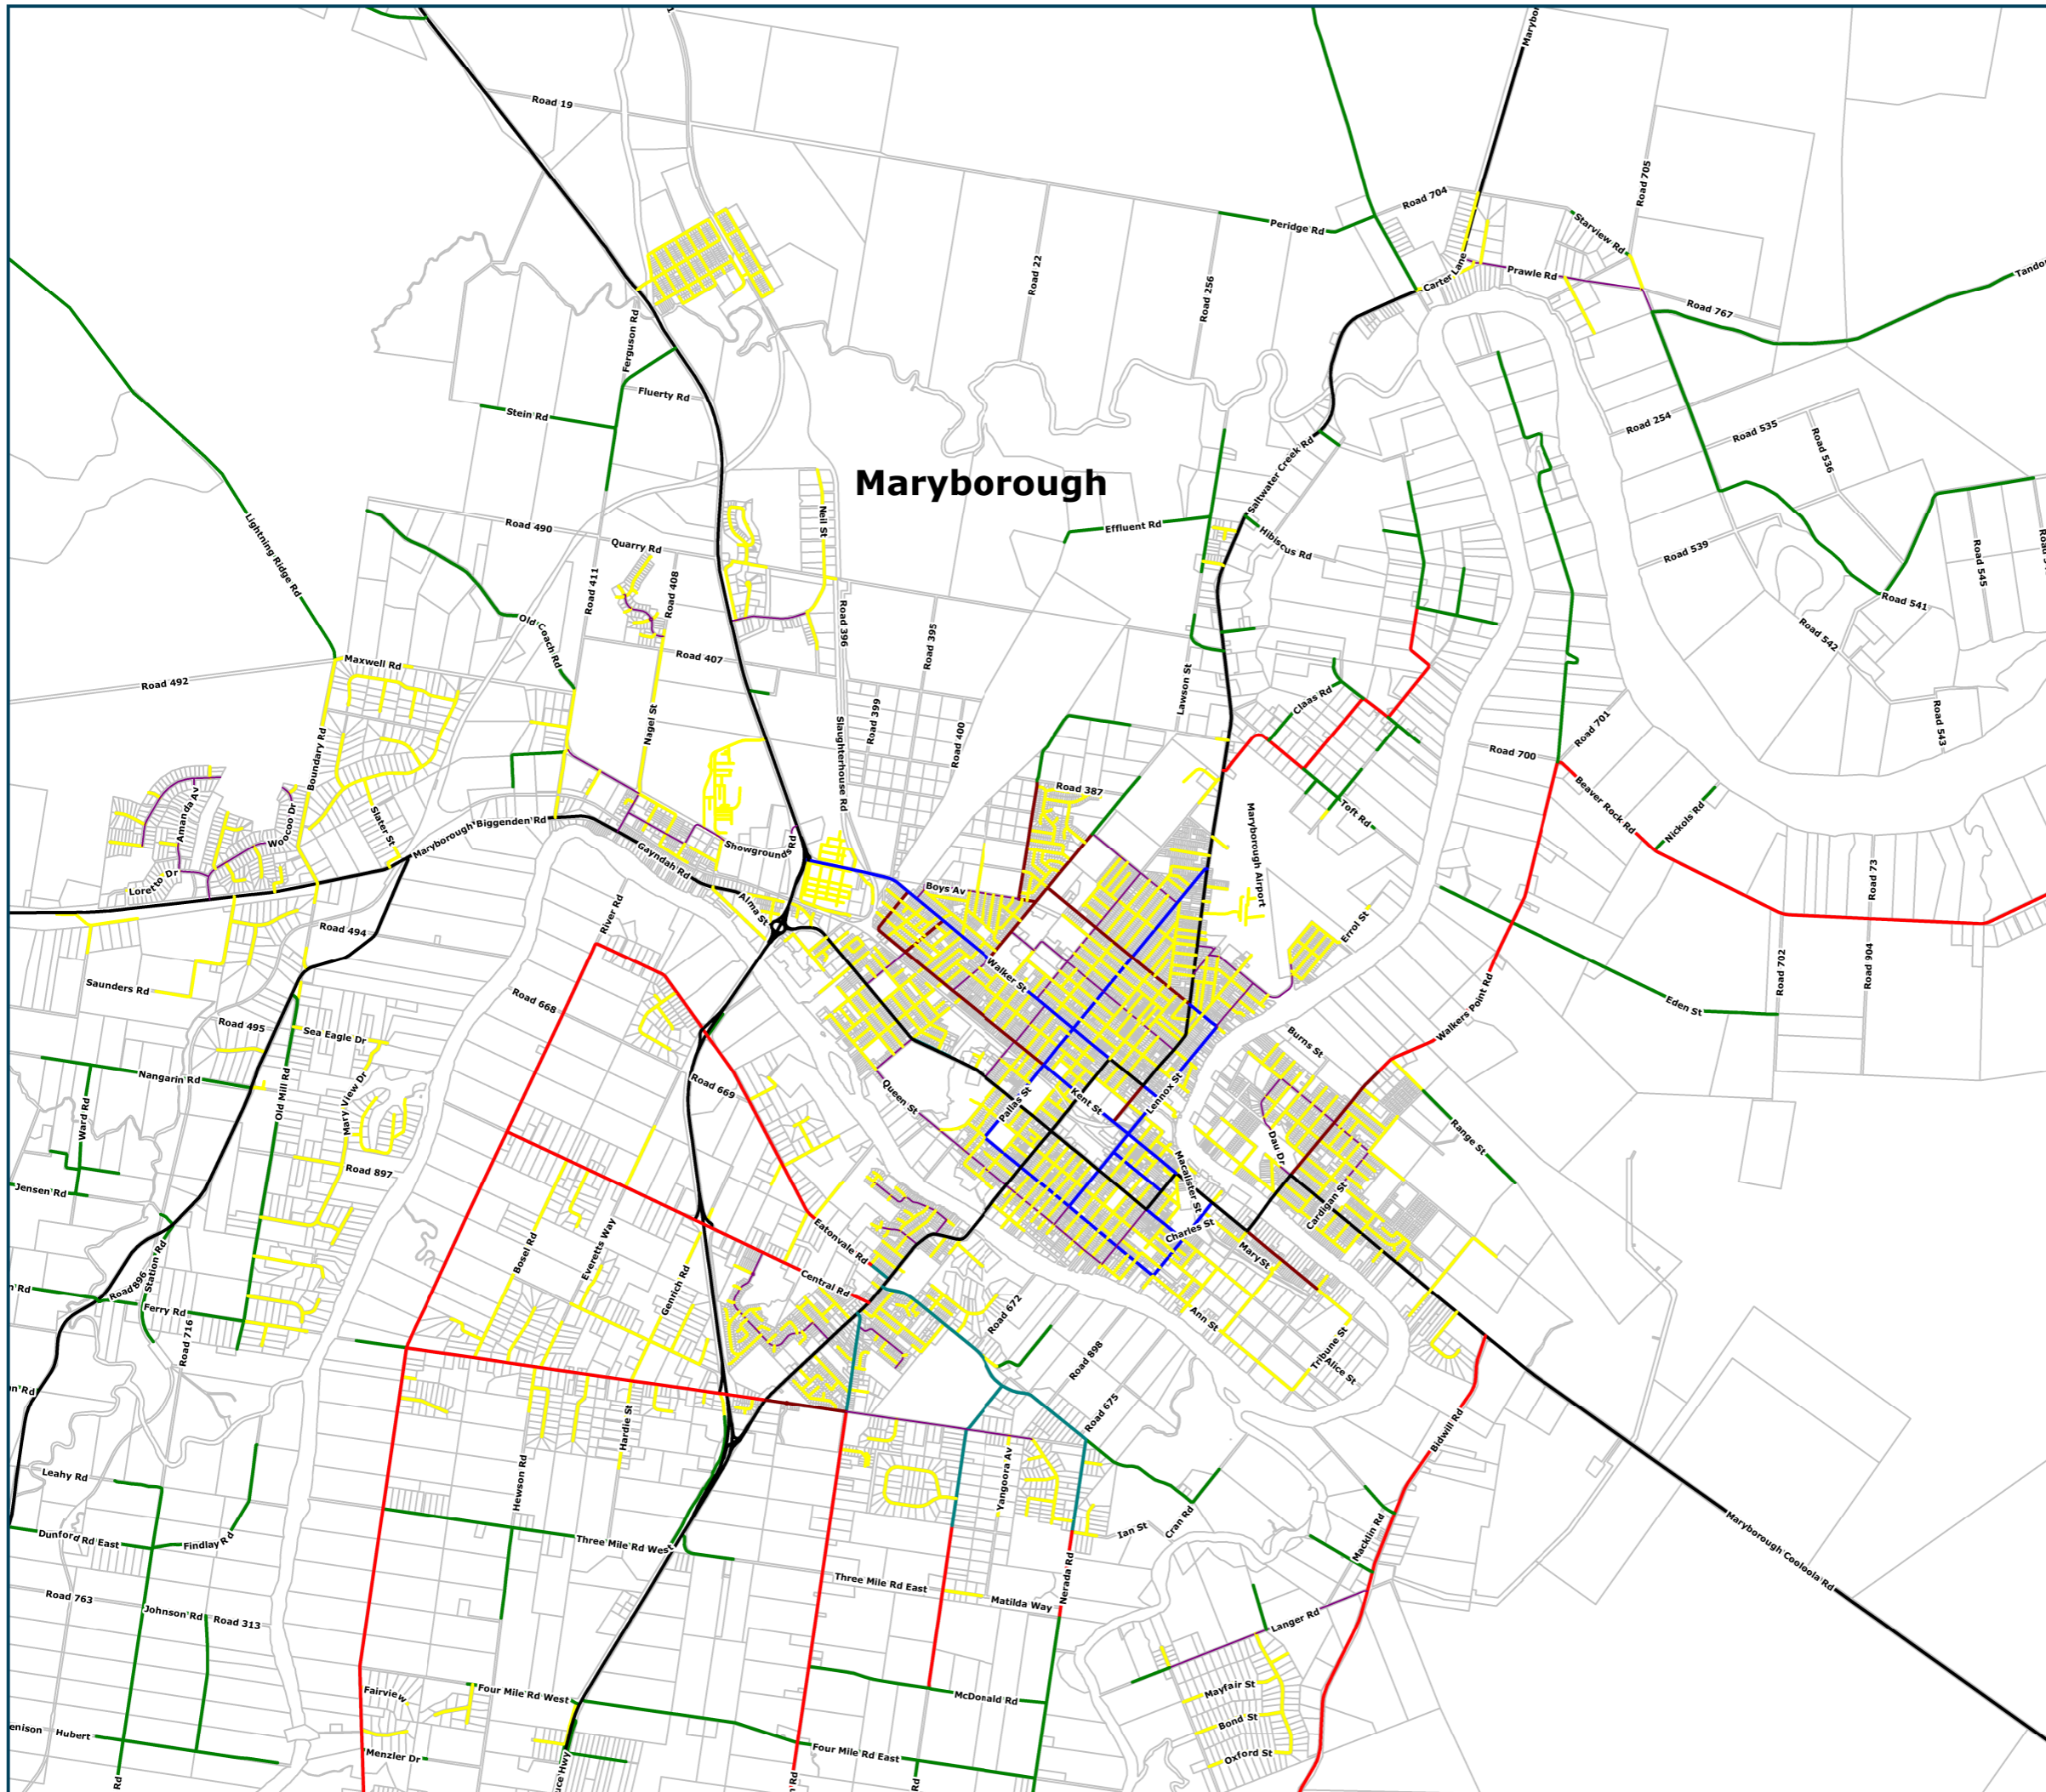 Road 19
Road 704
Road 705
Starview Rd
Peridge Rd
Carter Lane
Prawle Rd
Road 767
Road 22
Road 256
Ferguson Rd
Fluerty Rd
Stein Rd
Road 254
Road 535
Road 536
Maryborough
Saltwater Creek Rd
Neil St
Road 490
Effluent Rd
Hibiscus Rd
Lightning Ridge Rd
Quarry Rd
Road 539
Road 545
Road 411
Road 408
Road 541
Old Coach Rd
Road 396
Road 395
Road 542
Maxwell Rd
Road 407
Road 492
Lawson St
Claas Rd
Nagel St
Road 399
Road 400
Road 701
Road 543
Boundary Rd
Slaughterhouse Rd
Road 700
Road 387
Beaver Rock Rd
Amanda Av
Wocoo Dr
Slater St
Maryborough Biggenden Rd
Toft Rd
Nickols Rd
Showgrounds Rd
Gayndah Rd
Maryborough Airport
Loretto Dr
Boys Av
Road 73
Alma St
River Rd
Errol St
Road 494
Walker St
Road 702
Road 904
Saunders Rd
Road 668
Walkers Point Rd
Eden St
Road 495
Sea Eagle Dr
Burns St
Nangarin Rd
Road 669
Old Mill Rd
Mary View Dr
Ward Rd
Queen St
Pallas St
Kent St
Lennox St
Dau Dr
Range St
Road 897
Jensen Rd
Macalister St
Cardigan St
Charles St
Eatonvale Rd
Bosel Rd
Everetts Way
Mary St
Station Rd
Road 896
Central Rd
Genrich Rd
Ferry Rd
Road 672
Ann St
Road 716
Tribune St
Alice St
Road 898
Road 675
Hardie St
Bidwill Rd
Leahy Rd
Hewson Rd
Yangoora Av
Ian St
Cran Rd
Dunford Rd East
Findlay Rd
Three Mile Rd West
Macklin Rd
Maryborough Cooloola Rd
Three Mile Rd East
Nerada Rd
Matilda Way
Road 763
Johnson Rd
Road 313
Langer Rd
Fairview
Four Mile Rd West
McDonald Rd
Mayfair St
Bond St
Hubert
Menzler Dr
Four Mile Rd East
Oxford St